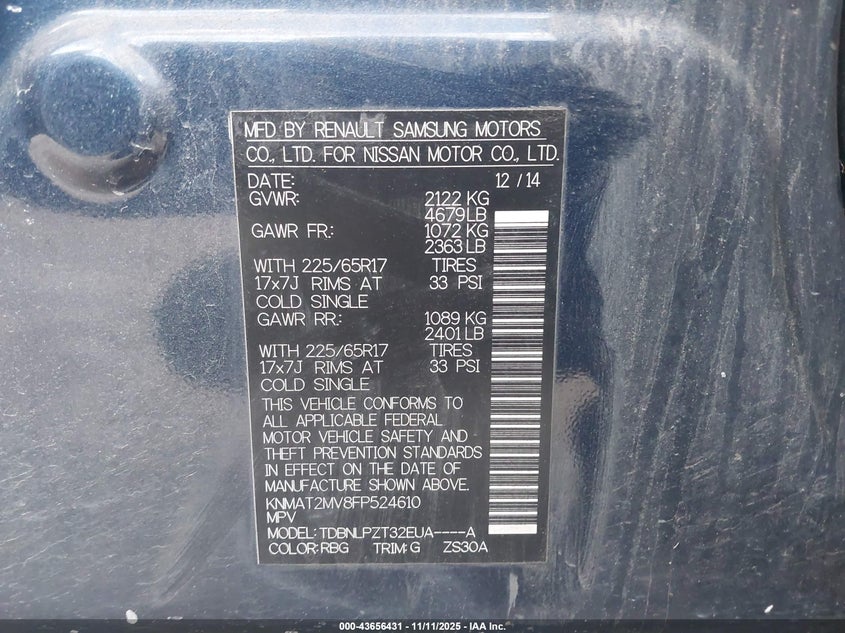 MFD BY RENAULT SAMSUNG MOTORS
CO., LTD. FOR NISSAN MOTOR CO., LTD.
DATE: 12 / 14
GVWR: 2122 KG
4679 LB
GAWR FR.: 1072 KG
2363 LB
WITH 225/65R17 TIRES
17x7J RIMS AT 33 PSI
COLD SINGLE
GAWR RR.: 1089 KG
2401 LB
WITH 225/65R17 TIRES
17x7J RIMS AT 33 PSI
COLD SINGLE
THIS VEHICLE CONFORMS TO
ALL APPLICABLE FEDERAL
MOTOR VEHICLE SAFETY AND
THEFT PREVENTION STANDARDS
IN EFFECT ON THE DATE OF
MANUFACTURE SHOWN ABOVE.
KNMAT2MV8FP524610
MPV
MODEL: TDBNLPZT32EUA----A
COLOR: RBG TRIM: G ZS30A
000-43656431 - 11/11/2025 - IAA Inc.